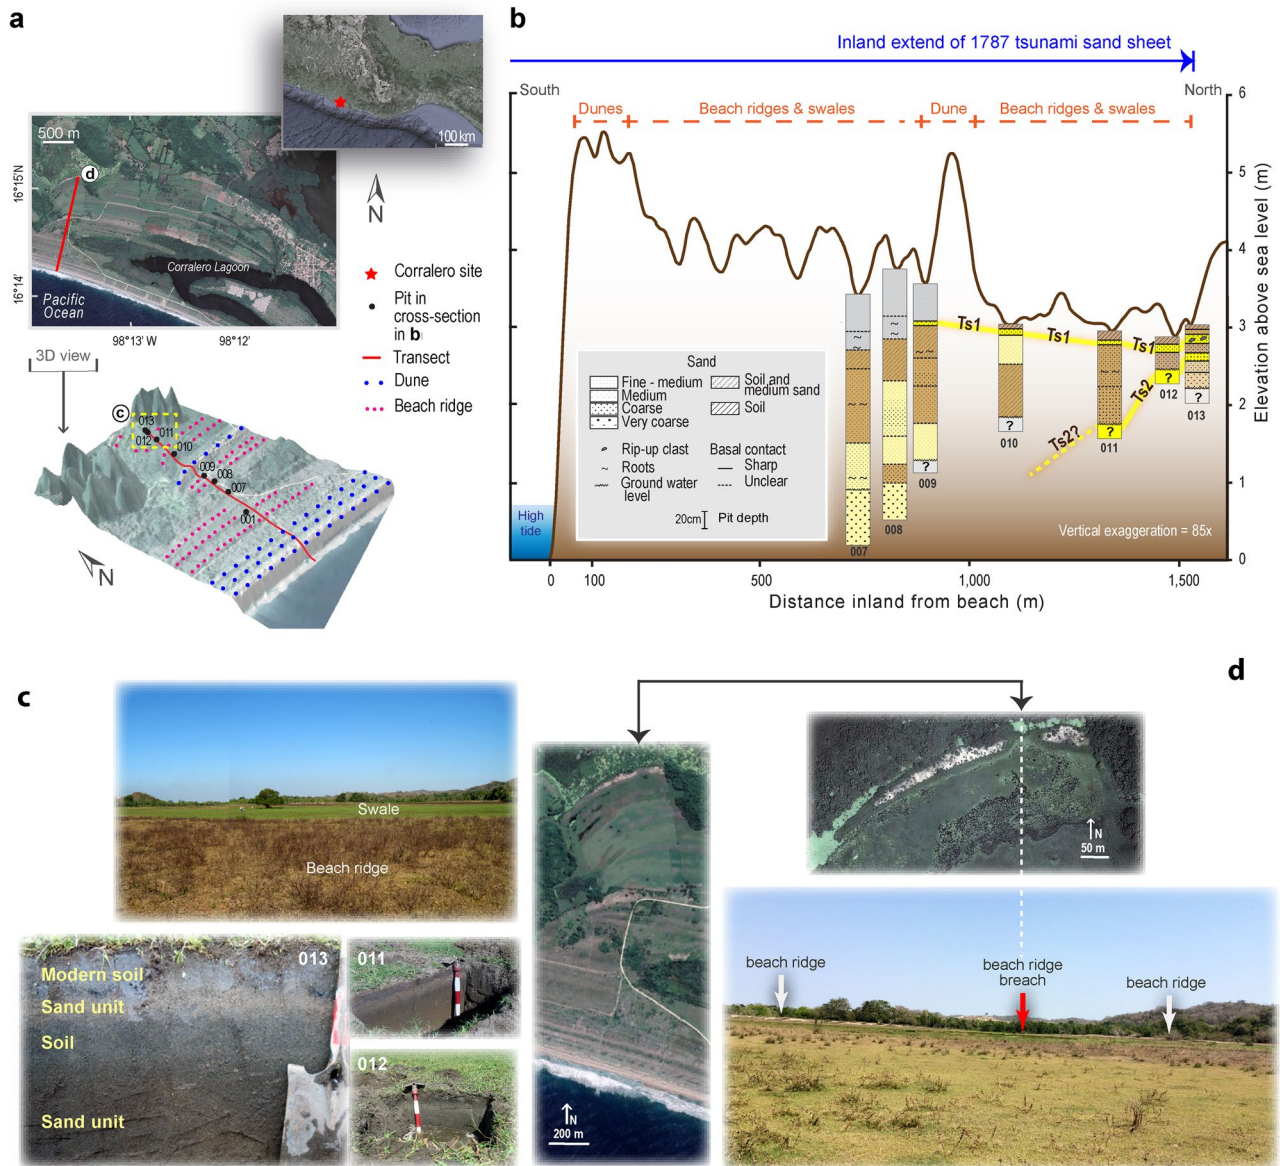 a
100 km
500 m
d
16°15'N
16°14'
Corralero Lagoon
Pacific
Ocean
98°13' W
98°12'
N
Corralero site
Pit in
cross-section
in b
Transect
Dune
Beach ridge
3D view
c
013
012
011
010
009
008
007
001
N
b
Inland extend of 1787 tsunami sand sheet
South
North
Dunes
Beach ridges & swales
Dune
Beach ridges & swales
6
5
4
3
2
1
0
Elevation above sea level (m)
Ts1
Ts1
Ts1
Ts2
Ts2?
?
?
?
?
?
007
008
009
010
011
012
013
Sand
Fine - medium
Medium
Coarse
Very coarse
Soil and
medium sand
Soil
Rip-up clast
Roots
Ground water
level
Basal contact
Sharp
Unclear
20cm
Pit depth
High
tide
Vertical exaggeration = 85x
0
100
500
1,000
1,500
Distance inland from beach (m)
c
Swale
Beach ridge
013
Modern soil
Sand unit
Soil
Sand unit
011
012
N
200 m
d
N
50 m
beach ridge
beach ridge
breach
beach ridge